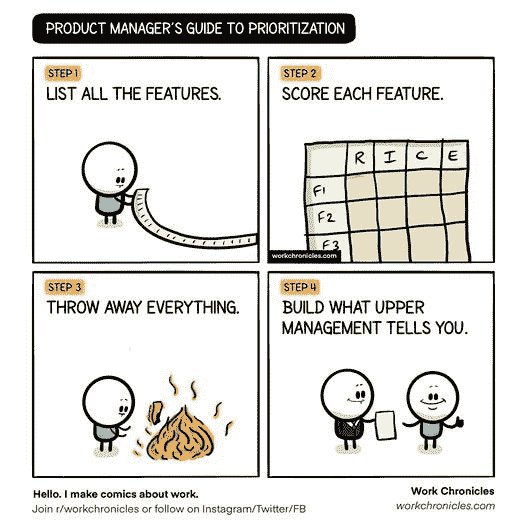 PRODUCT MANAGER'S GUIDE TO PRIORITIZATION
STEP 1
LIST ALL THE FEATURES.
STEP 2
SCORE EACH FEATURE.
R I C E
F1
F2
F3
workchronicles.com
STEP 3
THROW AWAY EVERYTHING.
STEP 4
BUILD WHAT UPPER
MANAGEMENT TELLS YOU.
Hello. I make comics about work.
Join r/workchronicles or follow on Instagram/Twitter/FB
Work Chronicles
workchronicles.com